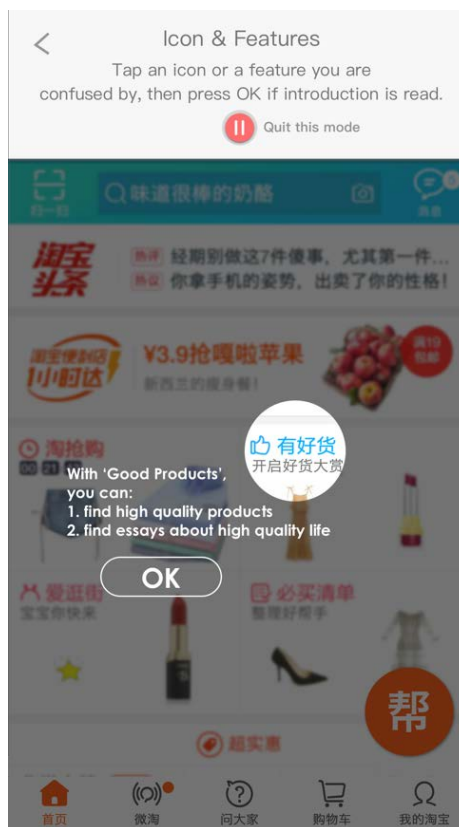 Icon & Features
Tap an icon or a feature you are
confused by, then press OK if introduction is read.
Quit this mode
扫一扫
味道很棒的奶酪
消息
淘宝
头条
热评 经期别做这7件傻事，尤其第一件...
热议 你拿手机的姿势，出卖了你的性格！
淘宝便利店
1小时达
¥3.9抢嘎啦苹果
新西兰的瘦身餐！
满19
包邮
淘抢购
有好货
开启好货大赏
With ‘Good Products’,
you can:
1. find high quality products
2. find essays about high quality life
OK
爱逛街
宝宝你快来
必买清单
整理好帮手
帮
超实惠
首页
微淘
问大家
购物车
我的淘宝